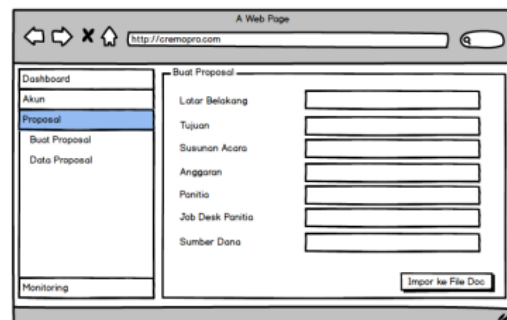 A Web Page
http://cremopro.com
Dashboard
Akun
Proposal
Buat Proposal
Data Proposal
Monitoring
Buat Proposal
Latar Belakang
Tujuan
Susunan Acara
Anggaran
Panitia
Job Desk Panitia
Sumber Dana
Impor ke File Doc